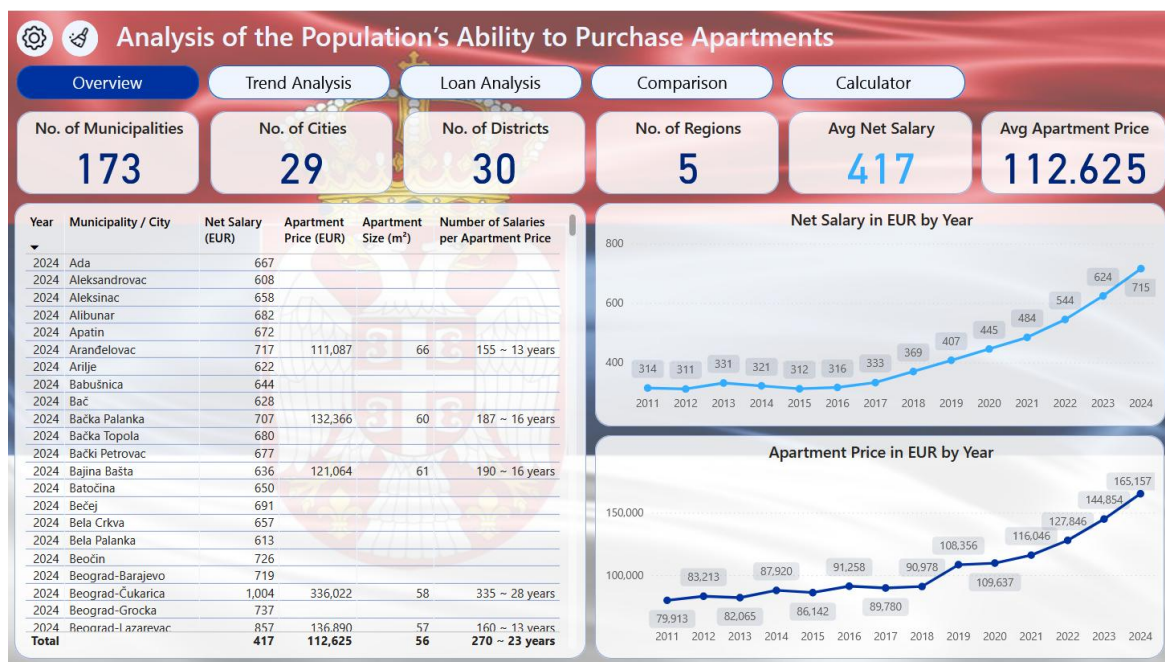 Analysis of the Population's Ability to Purchase Apartments
Overview
Trend Analysis
Loan Analysis
Comparison
Calculator
No. of Municipalities
173
No. of Cities
29
No. of Districts
30
No. of Regions
5
Avg Net Salary
417
Avg Apartment Price
112.625
Year Municipality / City Net Salary (EUR) Apartment Price (EUR) Apartment Size (m²) Number of Salaries per Apartment Price
2024 Ada 667
2024 Aleksandrovac 608
2024 Aleksinac 658
2024 Alibunar 682
2024 Apatin 672
2024 Aranđelovac 717 111,087 66 155 ~ 13 years
2024 Arilje 622
2024 Babušnica 644
2024 Bač 628
2024 Bačka Palanka 707 132,366 60 187 ~ 16 years
2024 Bačka Topola 680
2024 Bački Petrovac 677
2024 Bajina Bašta 636 121,064 61 190 ~ 16 years
2024 Batočina 650
2024 Bečej 691
2024 Bela Crkva 657
2024 Bela Palanka 613
2024 Beočin 726
2024 Beograd-Barajevo 719
2024 Beograd-Čukarica 1,004 336,022 58 335 ~ 28 years
2024 Beograd-Grocka 737
2024 Beograd-Lazarevac 857 136,890 57 160 ~ 13 years
Total 417 112,625 56 270 ~ 23 years
Net Salary in EUR by Year
800
600
400
314 311 331 321 312 316 333 369 407 445 484 544 624 715
2011 2012 2013 2014 2015 2016 2017 2018 2019 2020 2021 2022 2023 2024
Apartment Price in EUR by Year
150,000
100,000
79,913 83,213 82,065 87,920 86,142 91,258 89,780 90,978 108,356 109,637 116,046 127,846 144,854 165,157
2011 2012 2013 2014 2015 2016 2017 2018 2019 2020 2021 2022 2023 2024